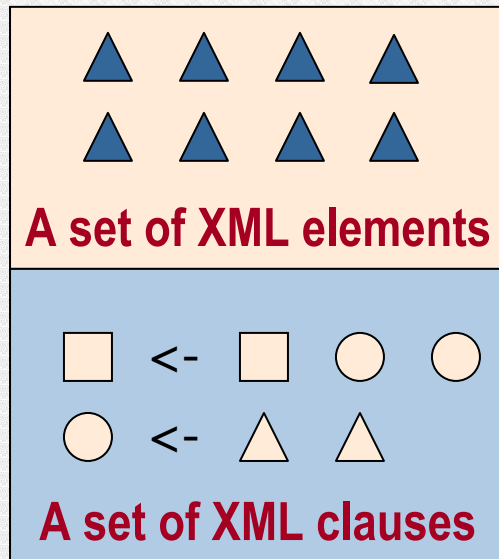 A set of XML elements
<-
<-
A set of XML clauses